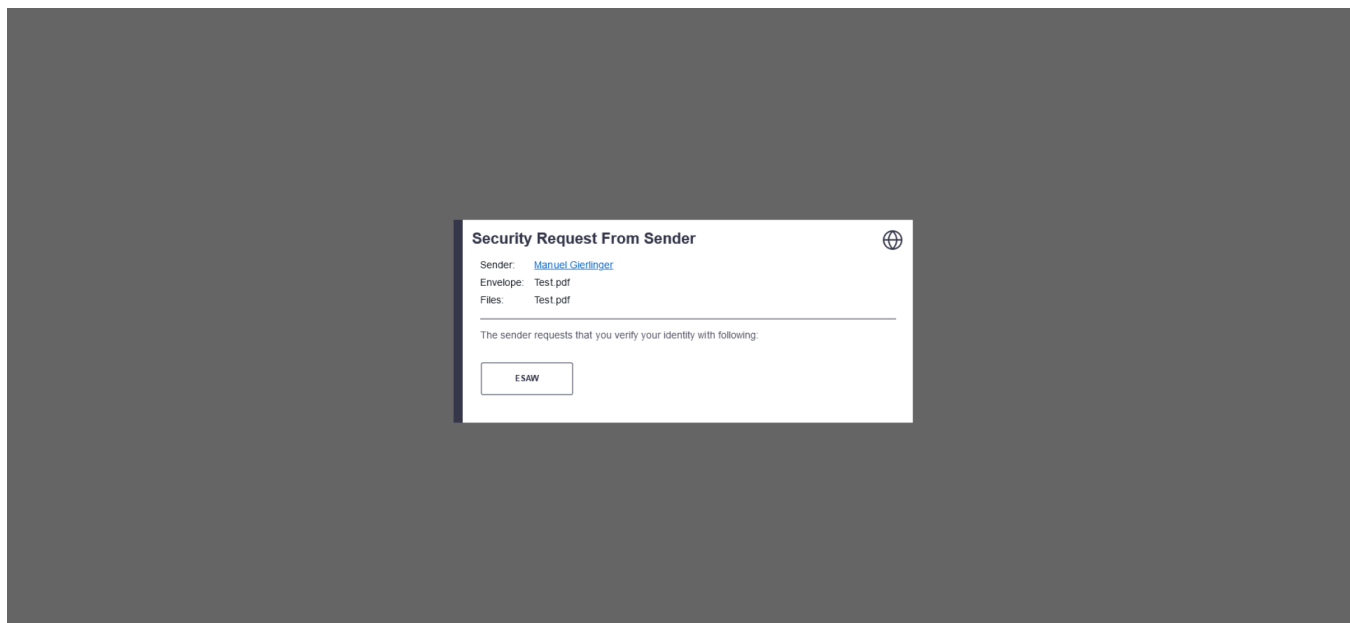 Security Request From Sender
Sender: Manuel Gierlinger
Envelope: Test.pdf
Files: Test.pdf
The sender requests that you verify your identity with following:
ESAW